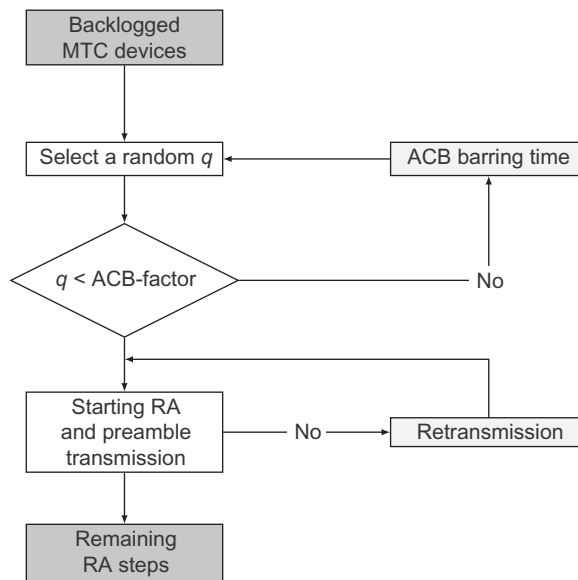 Backlogged
MTC devices
Select a random q
ACB barring time
q < ACB-factor
No
Starting RA
and preamble
transmission
No
Retransmission
Remaining
RA steps